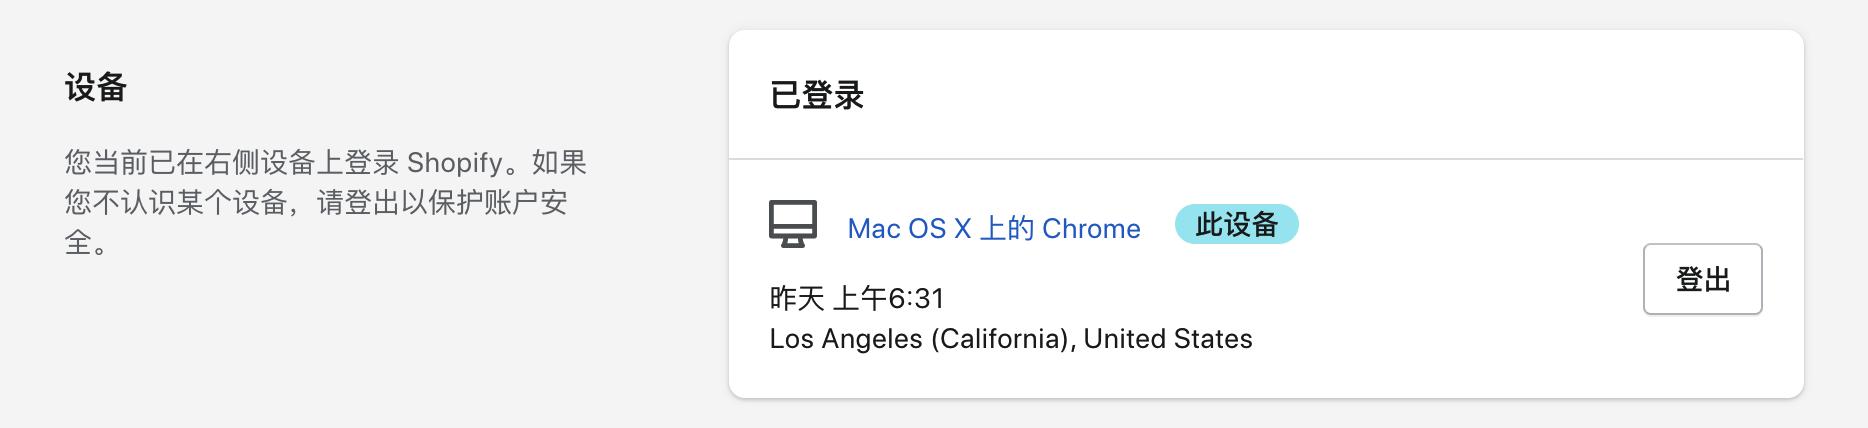 设备
您当前已在右侧设备上登录 Shopify。如果
您不认识某个设备，请登出以保护账户安
全。
已登录
Mac OS X 上的 Chrome
此设备
昨天 上午6:31
Los Angeles (California), United States
登出